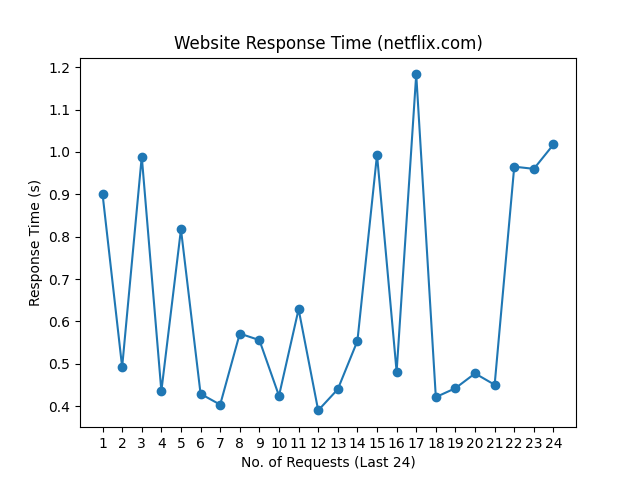 Website Response Time (netflix.com)
Response Time (s)
1.2
1.1
1.0
0.9
0.8
0.7
0.6
0.5
0.4
1 2 3 4 5 6 7 8 9 10 11 12 13 14 15 16 17 18 19 20 21 22 23 24
No. of Requests (Last 24)